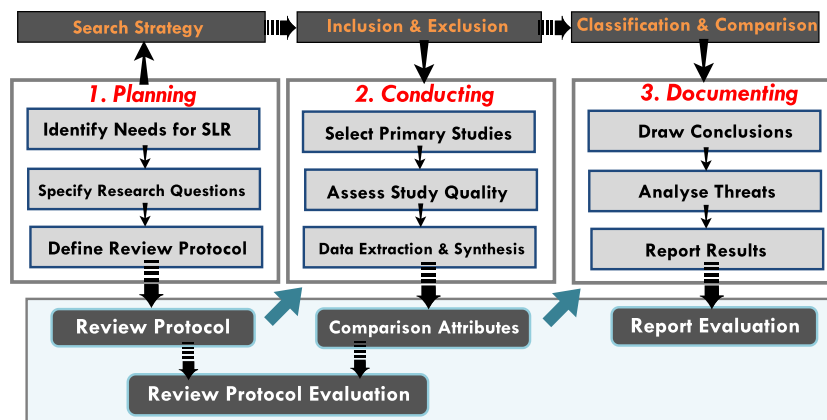 Search Strategy
Inclusion & Exclusion
Classification & Comparison
1. Planning
Identify Needs for SLR
Specify Research Questions
Define Review Protocol
2. Conducting
Select Primary Studies
Assess Study Quality
Data Extraction & Synthesis
3. Documenting
Draw Conclusions
Analyse Threats
Report Results
Review Protocol
Comparison Attributes
Report Evaluation
Review Protocol Evaluation